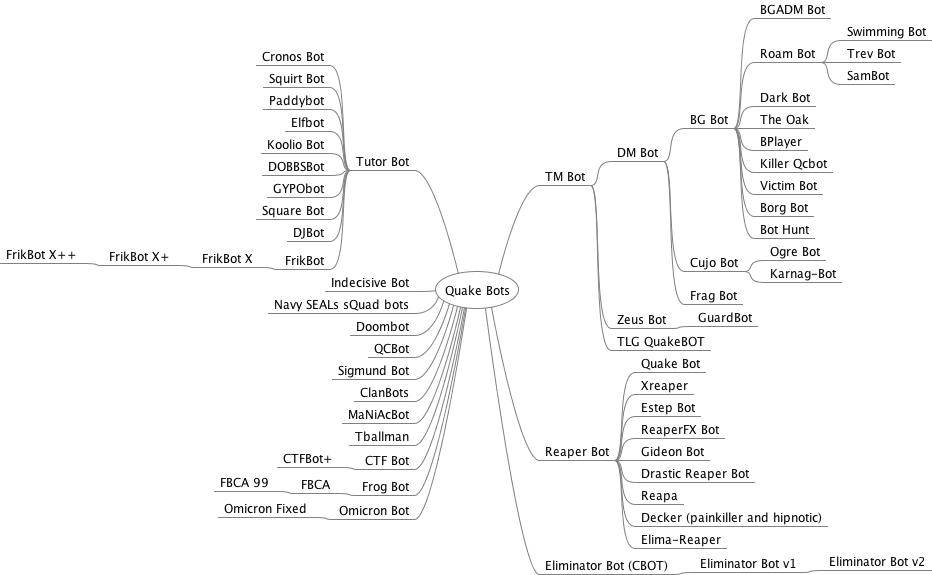 Quake Bots
Tutor Bot
Cronos Bot
Squirt Bot
Paddybot
Elfbot
Koolio Bot
DOBBSBot
GYPObot
Square Bot
DJBot
FrikBot
FrikBot X
FrikBot X+
FrikBot X++
Indecisive Bot
Navy SEALs sQuad bots
Doombot
QCBot
Sigmund Bot
ClanBots
MaNiAcBot
Tballman
CTF Bot
CTFBot+
Frog Bot
FBCA
FBCA 99
Omicron Bot
Omicron Fixed
TM Bot
DM Bot
BG Bot
BGADM Bot
Roam Bot
Swimming Bot
Trev Bot
SamBot
Dark Bot
The Oak
BPlayer
Killer Qcbot
Victim Bot
Borg Bot
Bot Hunt
Cujo Bot
Ogre Bot
Karnag-Bot
Frag Bot
Zeus Bot
GuardBot
TLG QuakeBOT
Reaper Bot
Quake Bot
Xreaper
Estep Bot
ReaperFX Bot
Gideon Bot
Drastic Reaper Bot
Reapa
Decker (painkiller and hipnotic)
Elima-Reaper
Eliminator Bot (CBOT)
Eliminator Bot v1
Eliminator Bot v2